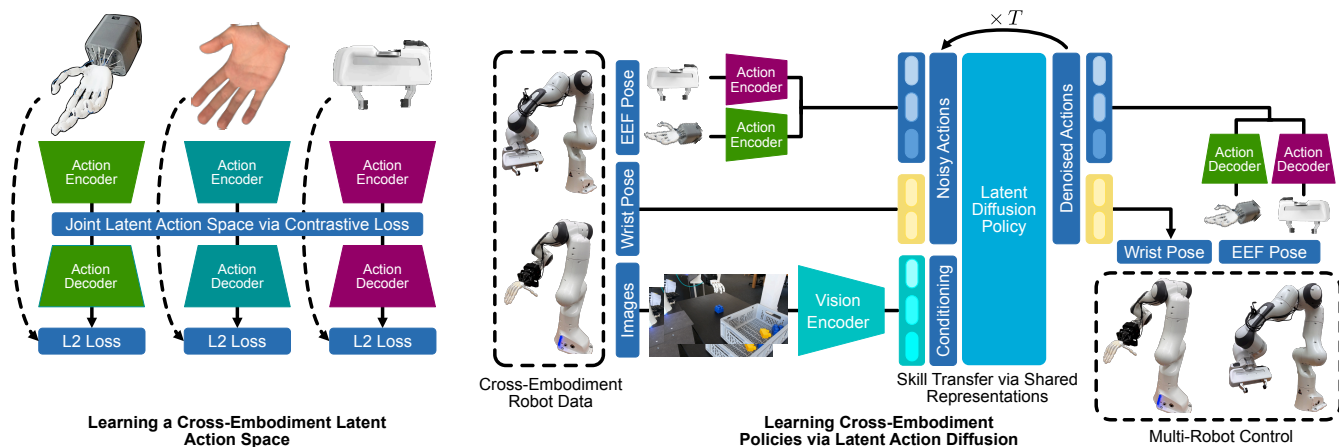 Action
Encoder
Action
Encoder
Action
Encoder
Joint Latent Action Space via Contrastive Loss
Action
Decoder
Action
Decoder
Action
Decoder
L2 Loss
L2 Loss
L2 Loss
Learning a Cross-Embodiment Latent
Action Space
Cross-Embodiment
Robot Data
EEF Pose
Wrist Pose
Images
Action
Encoder
Action
Encoder
Vision
Encoder
× T
Noisy Actions
Conditioning
Latent
Diffusion
Policy
Denoised Actions
Skill Transfer via Shared
Representations
Action
Decoder
Action
Decoder
Wrist Pose
EEF Pose
Multi-Robot Control
Learning Cross-Embodiment
Policies via Latent Action Diffusion